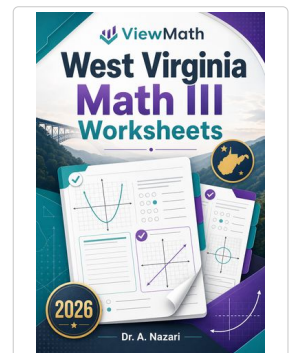 ViewMath
West Virginia
Math III
Worksheets
2026
Dr. A. Nazari